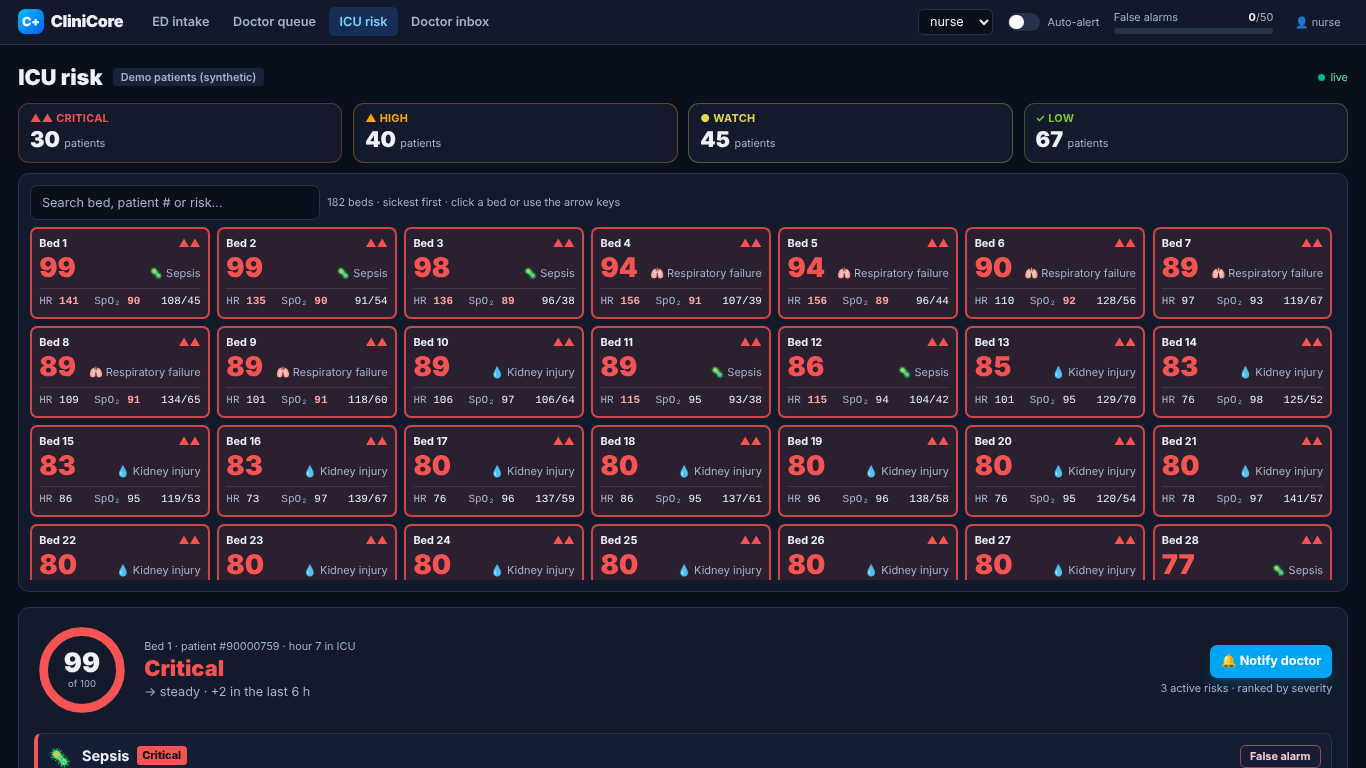 C+ CliniCore ED intake Doctor queue ICU risk Doctor inbox nurse Auto-alert False alarms 0/50 nurse
ICU risk Demo patients (synthetic) live
CRITICAL
30 patients
HIGH
40 patients
WATCH
45 patients
LOW
67 patients
Search bed, patient # or risk... 182 beds · sickest first · click a bed or use the arrow keys
Bed 1
99 Sepsis
HR 141 SpO₂ 90 108/45
Bed 2
99 Sepsis
HR 135 SpO₂ 90 91/54
Bed 3
98 Sepsis
HR 136 SpO₂ 89 96/38
Bed 4
94 Respiratory failure
HR 156 SpO₂ 91 107/39
Bed 5
94 Respiratory failure
HR 156 SpO₂ 89 96/44
Bed 6
90 Respiratory failure
HR 110 SpO₂ 92 128/56
Bed 7
89 Respiratory failure
HR 97 SpO₂ 93 119/67
Bed 8
89 Respiratory failure
HR 109 SpO₂ 91 134/65
Bed 9
89 Respiratory failure
HR 101 SpO₂ 91 118/60
Bed 10
89 Kidney injury
HR 106 SpO₂ 97 106/64
Bed 11
89 Sepsis
HR 115 SpO₂ 95 93/38
Bed 12
86 Sepsis
HR 115 SpO₂ 94 104/42
Bed 13
85 Kidney injury
HR 101 SpO₂ 95 129/70
Bed 14
83 Kidney injury
HR 76 SpO₂ 98 125/52
Bed 15
83 Kidney injury
HR 86 SpO₂ 95 119/53
Bed 16
83 Kidney injury
HR 73 SpO₂ 97 139/67
Bed 17
80 Kidney injury
HR 76 SpO₂ 96 137/59
Bed 18
80 Kidney injury
HR 86 SpO₂ 95 137/61
Bed 19
80 Kidney injury
HR 96 SpO₂ 96 138/58
Bed 20
80 Kidney injury
HR 76 SpO₂ 95 120/54
Bed 21
80 Kidney injury
HR 78 SpO₂ 97 141/57
Bed 22
80 Kidney injury
Bed 23
80 Kidney injury
Bed 24
80 Kidney injury
Bed 25
80 Kidney injury
Bed 26
80 Kidney injury
Bed 27
80 Kidney injury
Bed 28
77 Sepsis
99
of 100
Bed 1 · patient #90000759 · hour 7 in ICU
Critical
→ steady · +2 in the last 6 h
Notify doctor
3 active risks · ranked by severity
Sepsis Critical False alarm